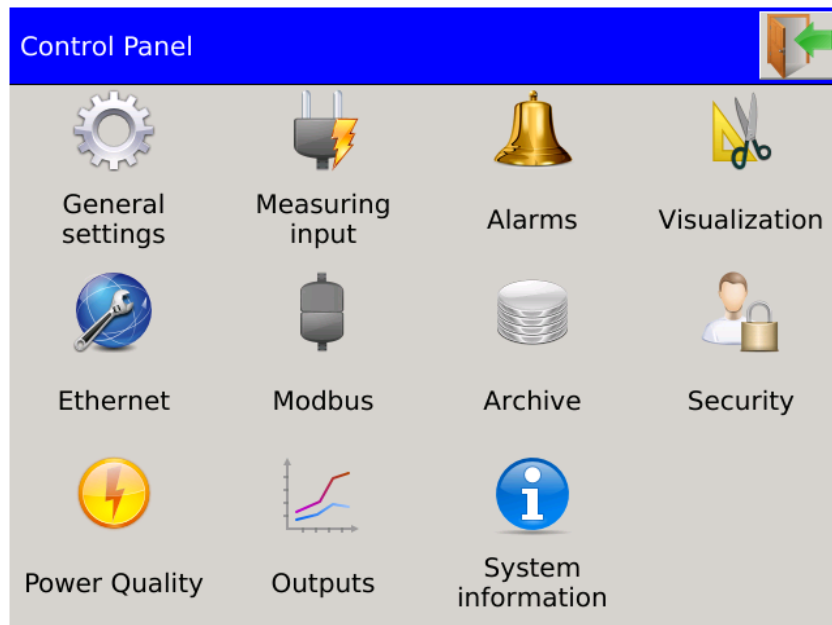 Control Panel
General
settings
Measuring
input
Alarms
Visualization
Ethernet
Modbus
Archive
Security
Power Quality
Outputs
System
information